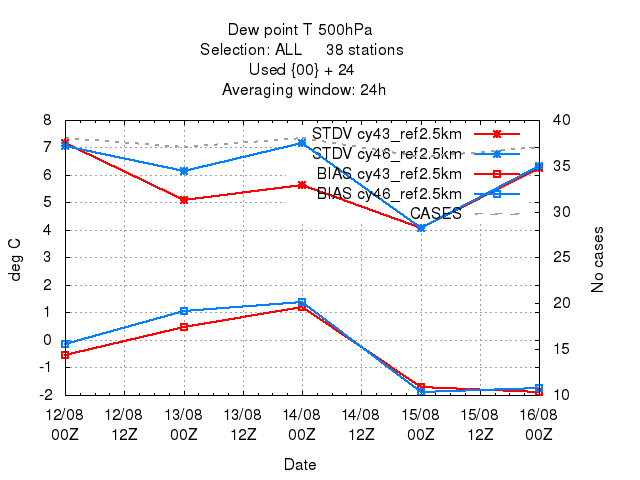 Dew point T 500hPa
Selection: ALL 38 stations
Used {00} + 24
Averaging window: 24h
STDV cy43_ref2.5km
STDV cy46_ref2.5km
BIAS cy43_ref2.5km
BIAS cy46_ref2.5km
CASES
8
7
6
5
4
3
2
1
0
-1
-2
deg C
40
35
30
25
20
15
10
No cases
12/08 12/08 13/08 13/08 14/08 14/08 15/08 15/08 16/08
00Z 12Z 00Z 12Z 00Z 12Z 00Z 12Z 00Z
Date